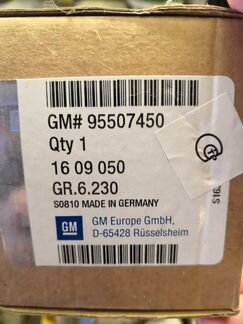 GM# 95507450
Qty 1
16 09 050
GR.6.230
S0810 MADE IN GERMANY
GM
GM Europe GmbH,
D-65428 Rüsselsheim